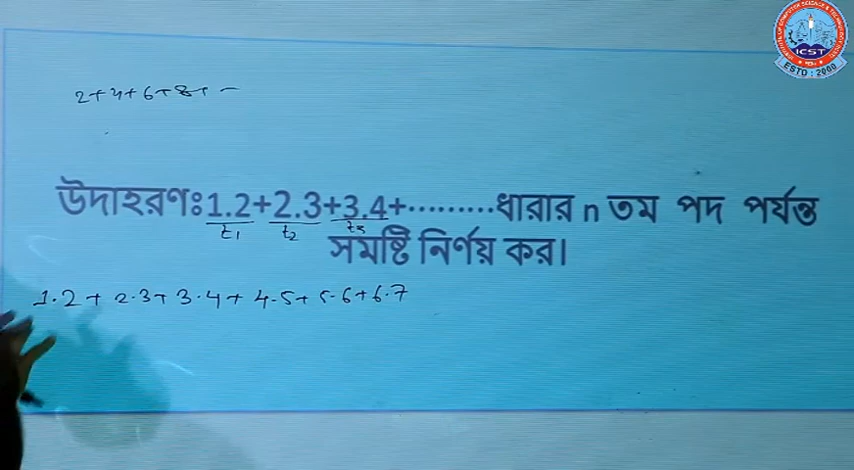 2+4+6+8+ –
উদাহরণঃ1.2+2.3+3.4+.........ধারার n তম পদ পর্যন্ত
t₁ t₂ t₃
সমষ্টি নির্ণয় কর।
1.2 + 2.3+ 3.4+ 4.5+ 5.6+6.7
ICST
ESTD : 2000